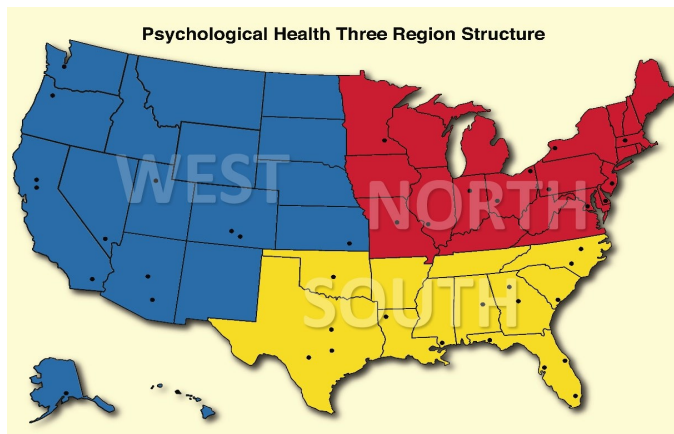 Psychological Health Three Region Structure
WEST
NORTH
SOUTH